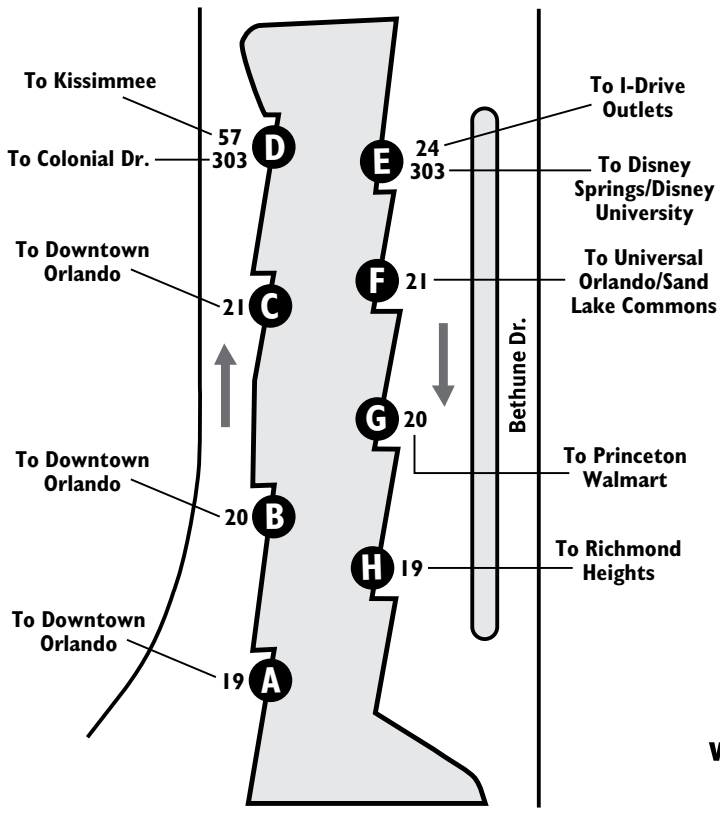 To Kissimmee
57
To Colonial Dr.
303
D
To Downtown
Orlando
21
C
To Downtown
Orlando
20
B
To Downtown
Orlando
19
A
To I-Drive
Outlets
E
24
303
To Disney
Springs/Disney
University
F
21
To Universal
Orlando/Sand
Lake Commons
Bethune Dr.
G
20
To Princeton
Walmart
H
19
To Richmond
Heights